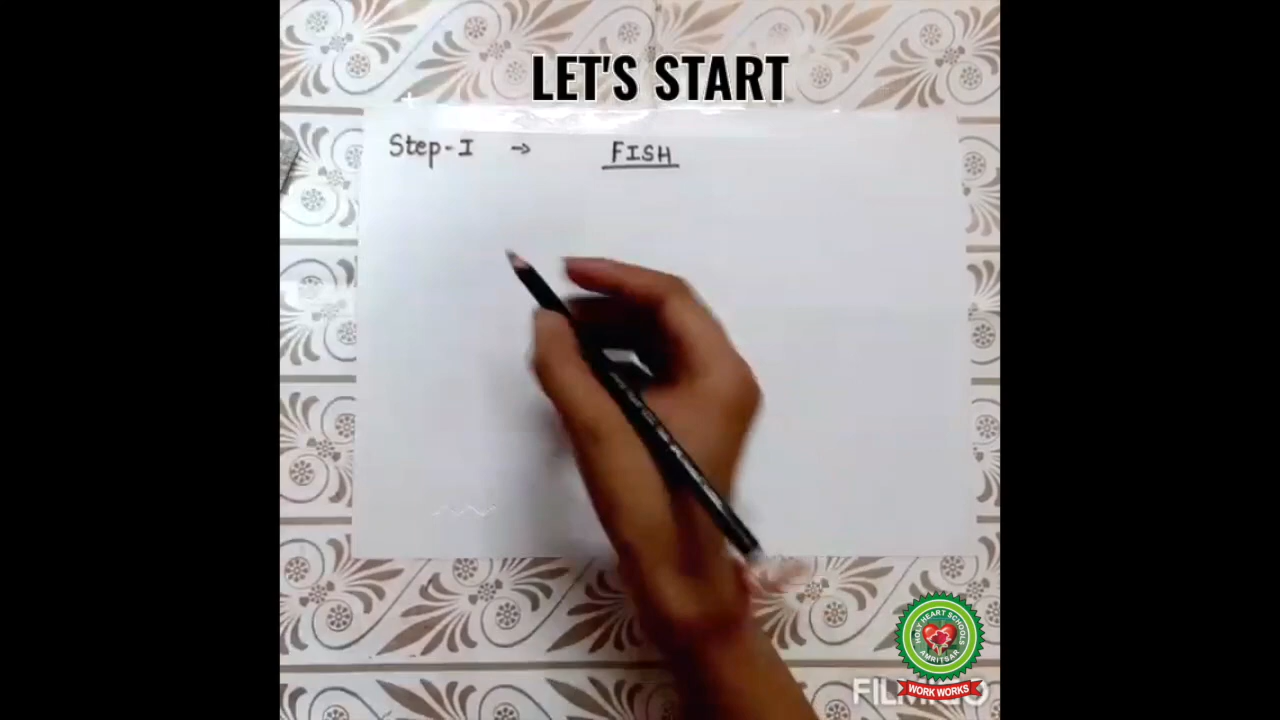 LET'S START
Step-I → FISH
HOLY HEART SCHOOLS
AMRITSAR
WORK WORKS